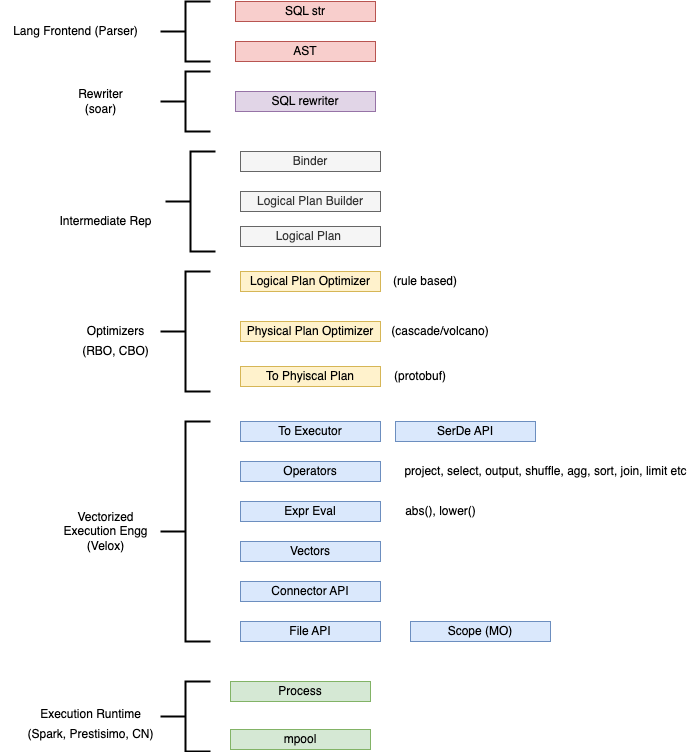 SQL str
Lang Frontend (Parser)
AST
Rewriter
(soar)
SQL rewriter
Binder
Logical Plan Builder
Intermediate Rep
Logical Plan
Logical Plan Optimizer (rule based)
Optimizers
(RBO, CBO)
Physical Plan Optimizer (cascade/volcano)
To Phyiscal Plan (protobuf)
To Executor SerDe API
Operators project, select, output, shuffle, agg, sort, join, limit etc
Vectorized
Execution Engg
(Velox)
Expr Eval abs(), lower()
Vectors
Connector API
File API Scope (MO)
Process
Execution Runtime
(Spark, Prestisimo, CN)
mpool